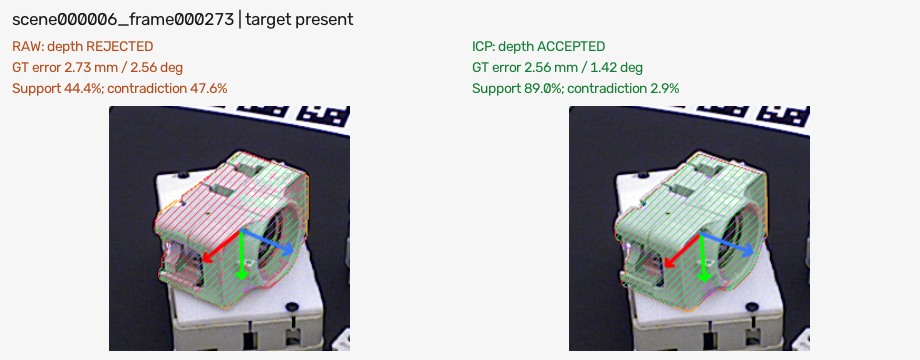 scene000006_frame000273 | target present
RAW: depth REJECTED
GT error 2.73 mm / 2.56 deg
Support 44.4%; contradiction 47.6%
ICP: depth ACCEPTED
GT error 2.56 mm / 1.42 deg
Support 89.0%; contradiction 2.9%